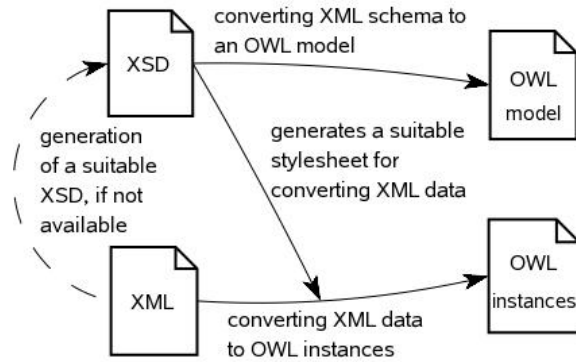 converting XML schema to
an OWL model
XSD
OWL
model
generation
of a suitable
XSD, if not
available
generates a suitable
stylesheet for
converting XML data
XML
OWL
instances
converting XML data
to OWL instances